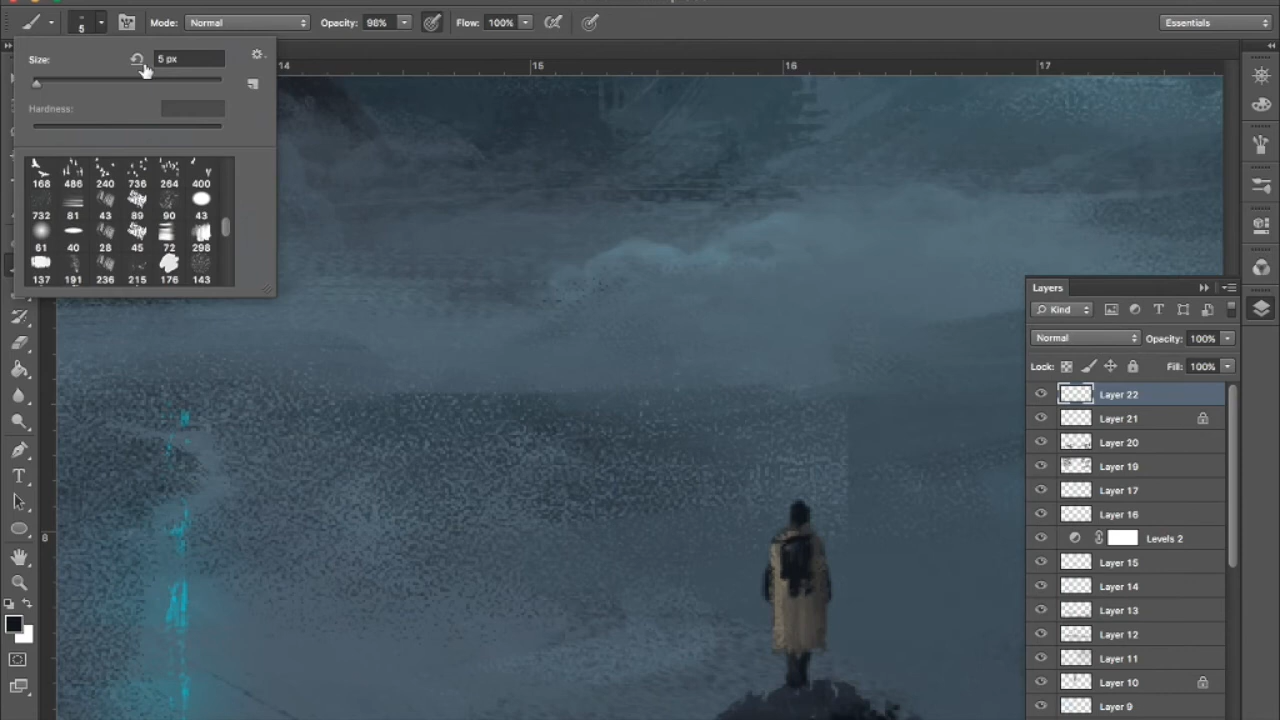 5
Mode: Normal
Opacity: 98%
Flow: 100%
Essentials
Size: 5 px
Hardness:
14 15 16 17
168 486 240 736 264 400
732 81 43 89 90 43
61 40 28 45 72 298
137 191 236 215 176 143
8
T
Layers
Kind
T
Normal
Opacity: 100%
Lock:
Fill: 100%
Layer 22
Layer 21
Layer 20
Layer 19
Layer 17
Layer 16
Levels 2
Layer 15
Layer 14
Layer 13
Layer 12
Layer 11
Layer 10
Layer 9